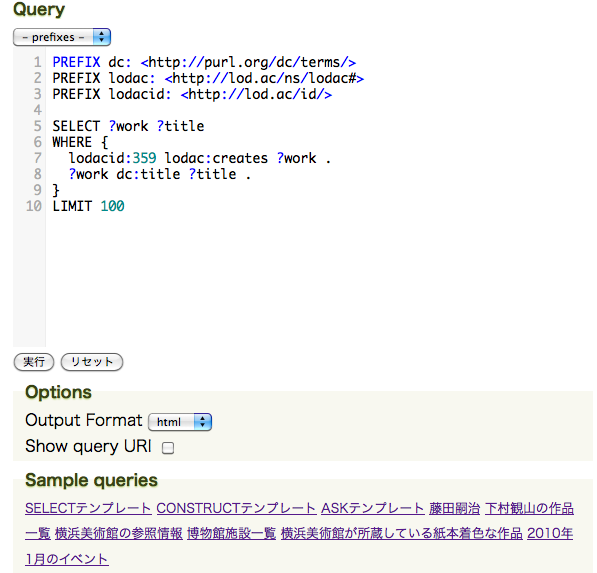 Query
- prefixes -
1 PREFIX dc: <http://purl.org/dc/terms/>
2 PREFIX lodac: <http://lod.ac/ns/lodac#>
3 PREFIX lodacid: <http://lod.ac/id/>
4
5 SELECT ?work ?title
6 WHERE {
7 lodacid:359 lodac:creates ?work .
8 ?work dc:title ?title .
9 }
10 LIMIT 100
実行 リセット
Options
Output Format html
Show query URI
Sample queries
SELECTテンプレート CONSTRUCTテンプレート ASKテンプレート 藤田嗣治 下村観山の作品
一覧 横浜美術館の参照情報 博物館施設一覧 横浜美術館が所蔵している紙本着色な作品 2010年
1月のイベント